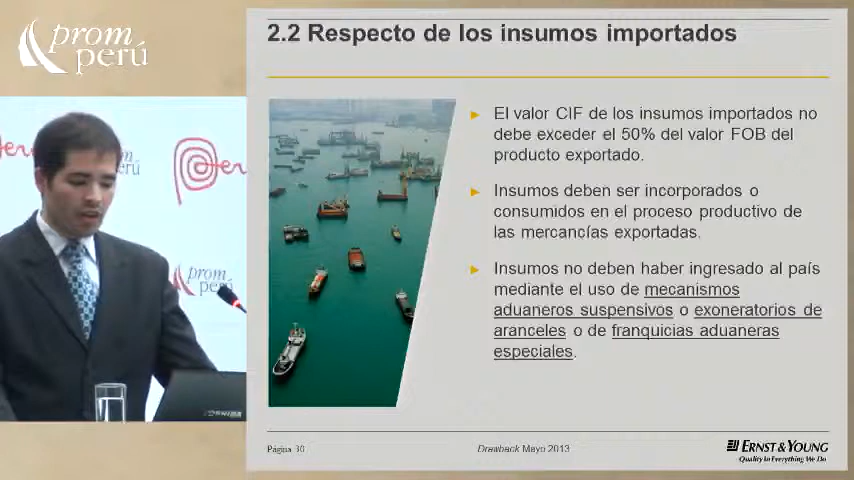 prom
perú
2.2 Respecto de los insumos importados
El valor CIF de los insumos importados no
debe exceder el 50% del valor FOB del
producto exportado.
Insumos deben ser incorporados o
consumidos en el proceso productivo de
las mercancías exportadas.
Insumos no deben haber ingresado al país
mediante el uso de mecanismos
aduaneros suspensivos o exoneratorios de
aranceles o de franquicias aduaneras
especiales.
prom
perú
Página 30
Drawback Mayo 2013
ERNST & YOUNG
Quality In Everything We Do